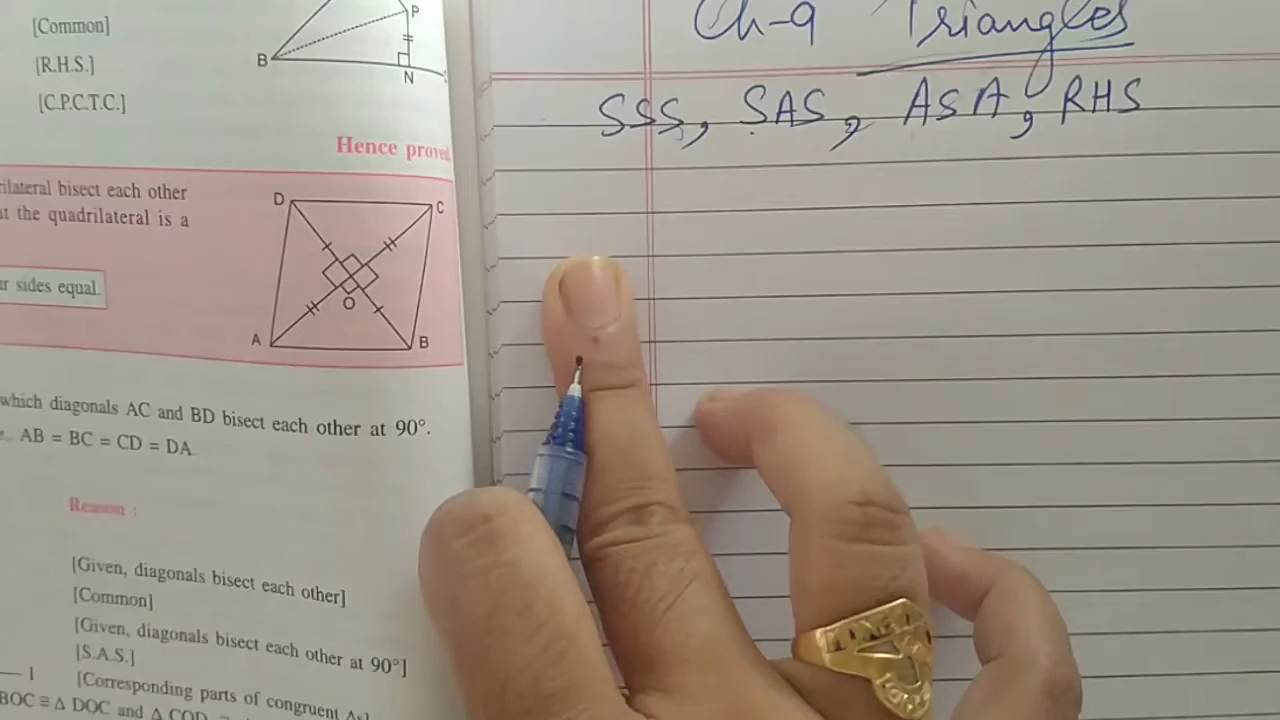 [Common]
[R.H.S.]
[C.P.C.T.C.]
B
P
N
Hence proved
bisect each other
the quadrilateral is a
sides equal.
D
C
O
A
B
which diagonals AC and BD bisect each other at 90°.
AB = BC = CD = DA
Reason :
[Given, diagonals bisect each other]
[Common]
[Given, diagonals bisect each other at 90°]
[S.A.S.]
— 1 [Corresponding parts of congruent Δs]
BOC ≡ Δ DOC and Δ COD
Ch-9 Triangles
SSS, SAS, ASA, RHS